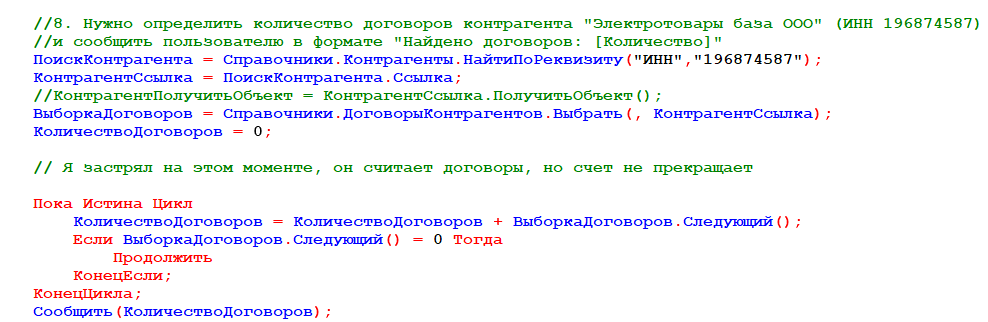 //8. Нужно определить количество договоров контрагента "Электротовары база ООО" (ИНН 196874587)
//и сообщить пользователю в формате "Найдено договоров: [Количество]"
ПоискКонтрагента = Справочники.Контрагенты.НайтиПоРеквизиту("ИНН","196874587");
КонтрагентСсылка = ПоискКонтрагента.Ссылка;
//КонтрагентПолучитьОбъект = КонтрагентСсылка.ПолучитьОбъект();
ВыборкаДоговоров = Справочники.ДоговорыКонтрагентов.Выбрать(, КонтрагентСсылка);
КоличествоДоговоров = 0;
// Я застрял на этом моменте, он считает договоры, но счет не прекращает
Пока Истина Цикл
КоличествоДоговоров = КоличествоДоговоров + ВыборкаДоговоров.Следующий();
Если ВыборкаДоговоров.Следующий() = 0 Тогда
Продолжить
КонецЕсли;
КонецЦикла;
Сообщить(КоличествоДоговоров);